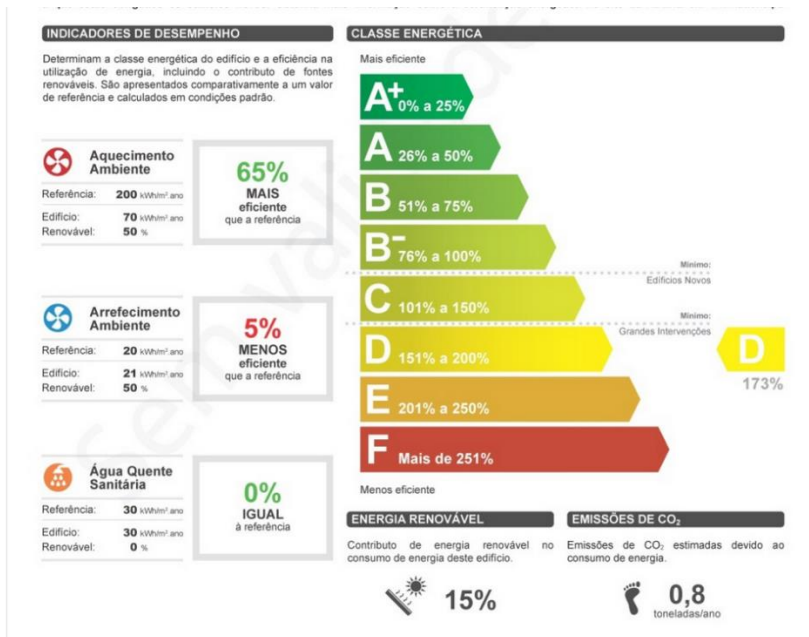 INDICADORES DE DESEMPENHO
Determinam a classe energética do edifício e a eficiência na
utilização de energia, incluindo o contributo de fontes
renováveis. São apresentados comparativamente a um valor
de referência e calculados em condições padrão.
Aquecimento
Ambiente
Referência: 200 kWh/m².ano
Edifício: 70 kWh/m².ano
Renovável: 50 %
65%
MAIS
eficiente
que a referência
Arrefecimento
Ambiente
Referência: 20 kWh/m².ano
Edifício: 21 kWh/m².ano
Renovável: 50 %
5%
MENOS
eficiente
que a referência
Água Quente
Sanitária
Referência: 30 kWh/m².ano
Edifício: 30 kWh/m².ano
Renovável: 0 %
0%
IGUAL
à referência
CLASSE ENERGÉTICA
Mais eficiente
A+ 0% a 25%
A 26% a 50%
B 51% a 75%
B- 76% a 100%
Mínimo:
Edifícios Novos
C 101% a 150%
Mínimo:
Grandes Intervenções
D 151% a 200%
D
173%
E 201% a 250%
F Mais de 251%
Menos eficiente
ENERGIA RENOVÁVEL
Contributo de energia renovável no
consumo de energia deste edifício.
15%
EMISSÕES DE CO₂
Emissões de CO₂ estimadas devido ao
consumo de energia.
0,8
toneladas/ano